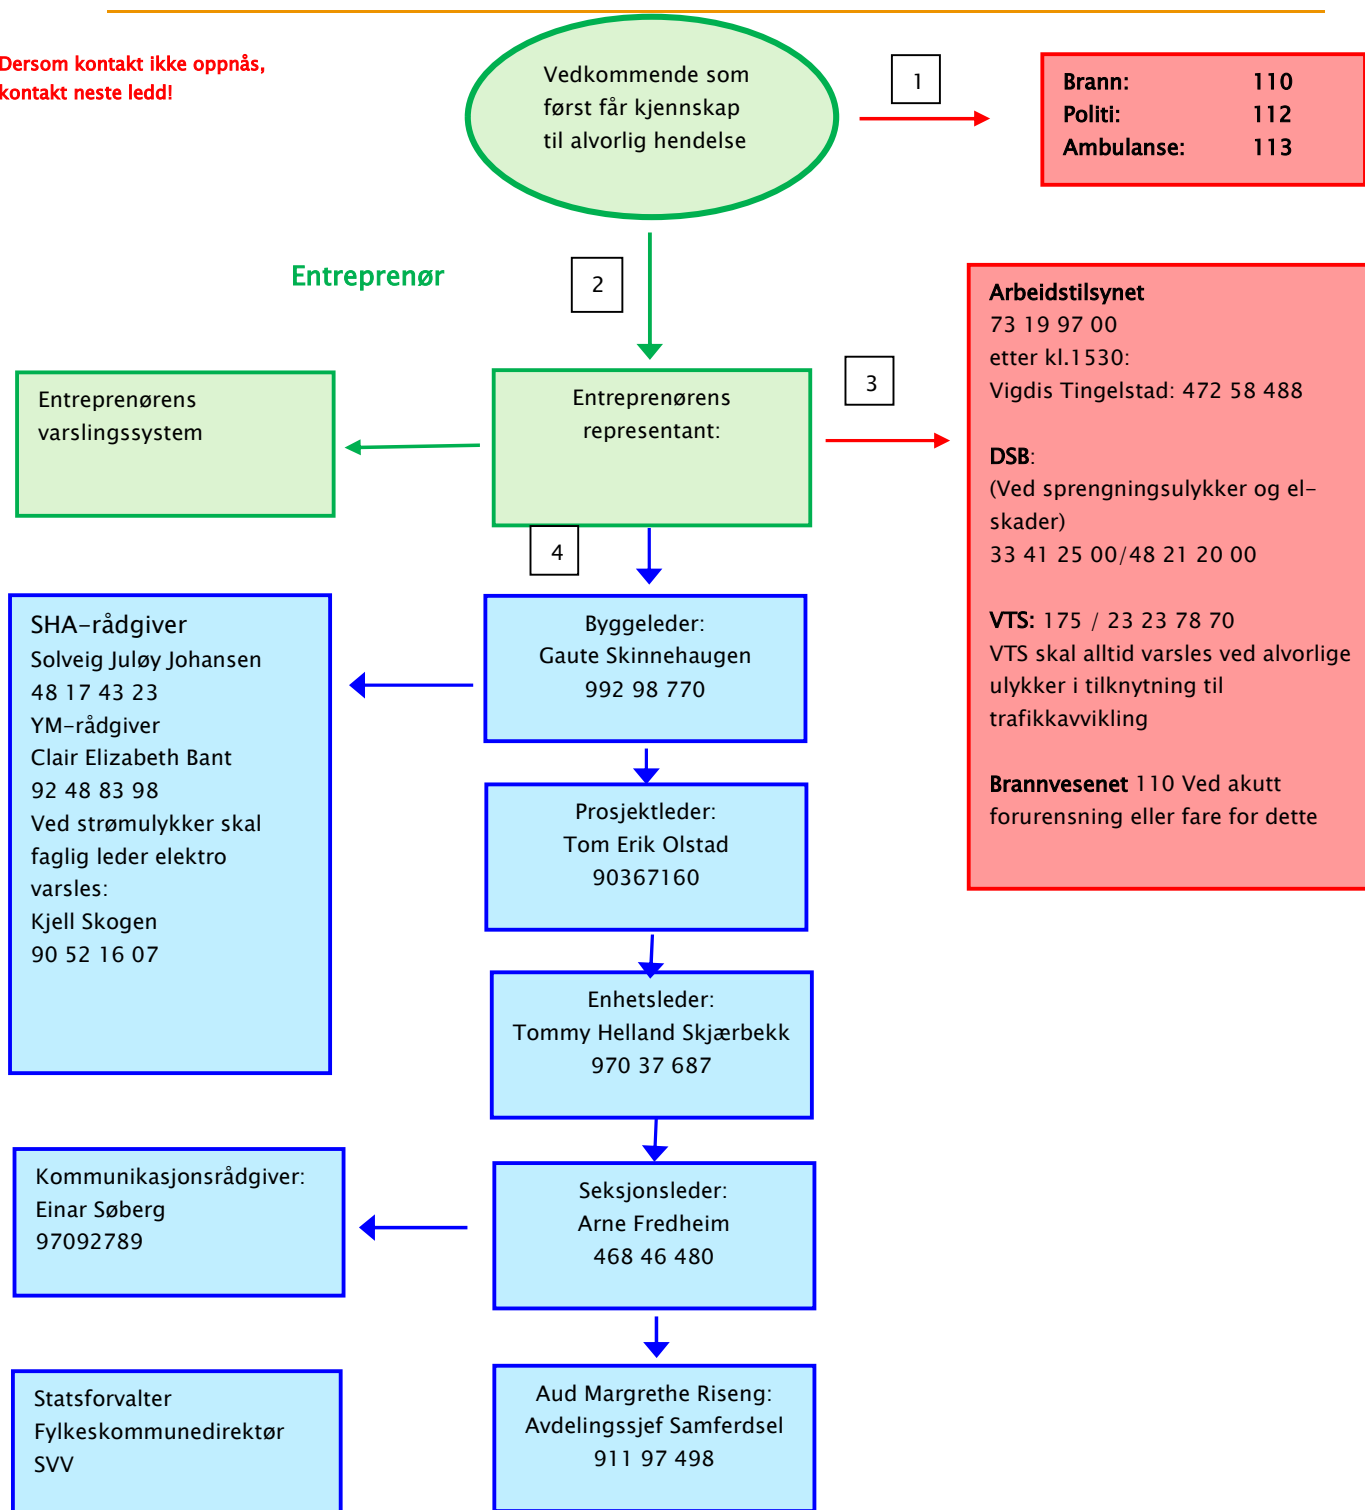 Dersom kontakt ikke oppnås,
kontakt neste ledd!
Vedkommende som
først får kjennskap
til alvorlig hendelse
1
Brann: 110
Politi: 112
Ambulanse: 113
Entreprenør
2
Entreprenørens
varslingssystem
Entreprenørens
representant:
3
Arbeidstilsynet
73 19 97 00
etter kl.1530:
Vigdis Tingelstad: 472 58 488
DSB:
(Ved sprengningsulykker og el-
skader)
33 41 25 00/48 21 20 00
VTS: 175 / 23 23 78 70
VTS skal alltid varsles ved alvorlige
ulykker i tilknytning til
trafikkavvikling
Brannvesenet 110 Ved akutt
forurensning eller fare for dette
4
SHA-rådgiver
Solveig Juløy Johansen
48 17 43 23
YM-rådgiver
Clair Elizabeth Bant
92 48 83 98
Ved strømulykker skal
faglig leder elektro
varsles:
Kjell Skogen
90 52 16 07
Byggeleder:
Gaute Skinnehaugen
992 98 770
Prosjektleder:
Tom Erik Olstad
90367160
Enhetsleder:
Tommy Helland Skjærbekk
970 37 687
Kommunikasjonsrådgiver:
Einar Søberg
97092789
Seksjonsleder:
Arne Fredheim
468 46 480
Statsforvalter
Fylkeskommunedirektør
SVV
Aud Margrethe Riseng:
Avdelingssjef Samferdsel
911 97 498